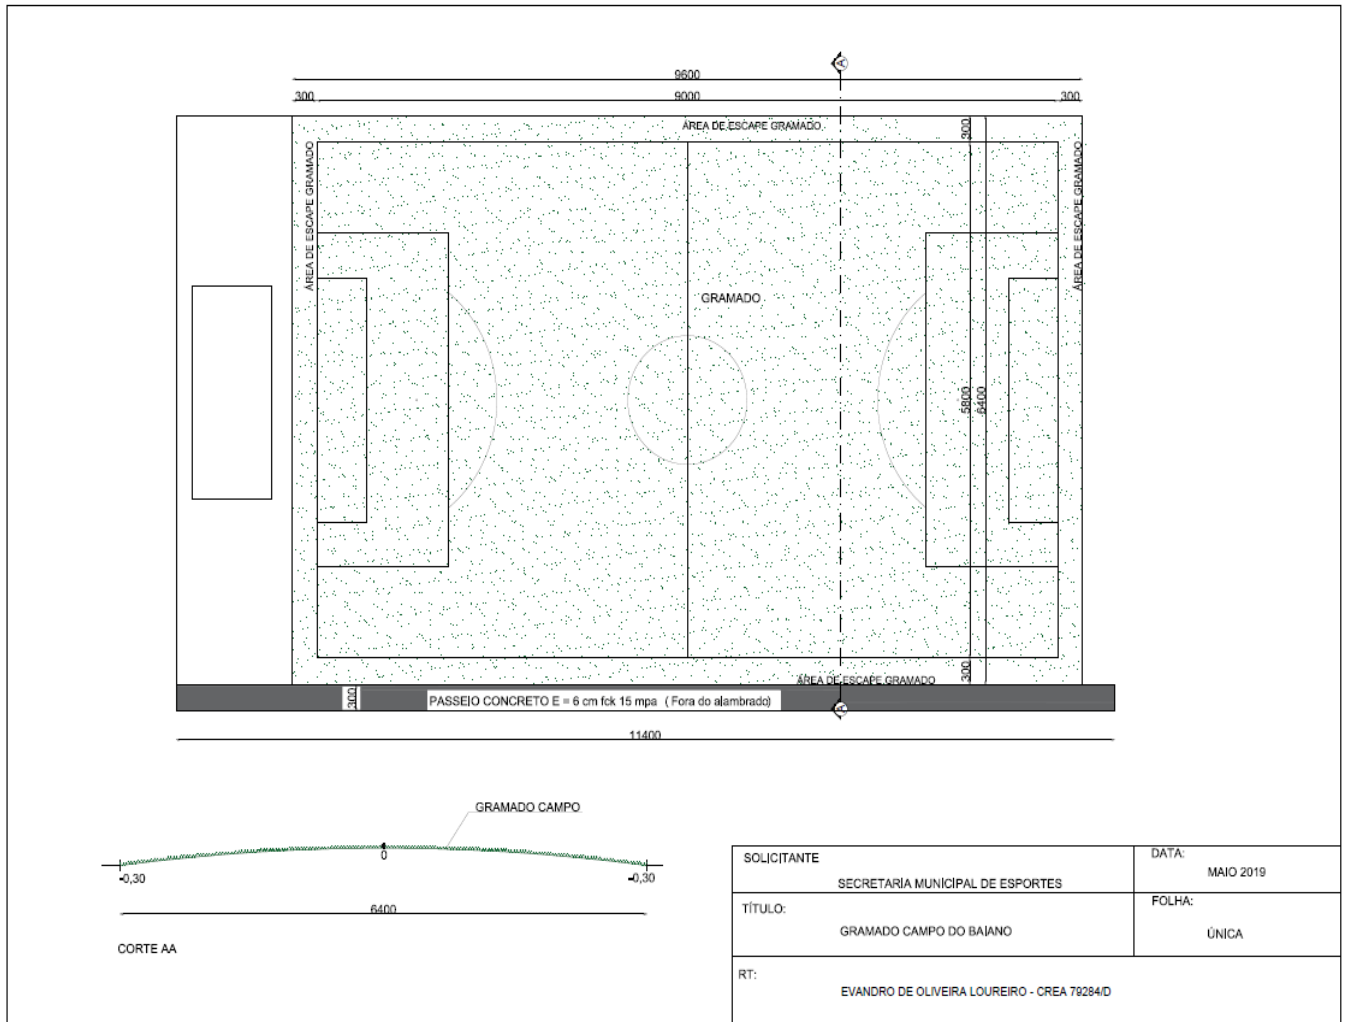 A
9600
300
9000
300
ÁREA DE ESCAPE GRAMADO
300
ÁREA DE ESCAPE GRAMADO
ÁREA DE ESCAPE GRAMADO
GRAMADO
5800
6400
300
ÁREA DE ESCAPE GRAMADO
300
PASSEIO CONCRETO E = 6 cm fck 15 mpa ( Fora do alambrado)
A
11400
GRAMADO CAMPO
0
-0,30
-0,30
6400
CORTE AA
SOLICITANTE
SECRETARIA MUNICIPAL DE ESPORTES
DATA:
MAIO 2019
TÍTULO:
GRAMADO CAMPO DO BAIANO
FOLHA:
ÚNICA
RT:
EVANDRO DE OLIVEIRA LOUREIRO - CREA 79284/D